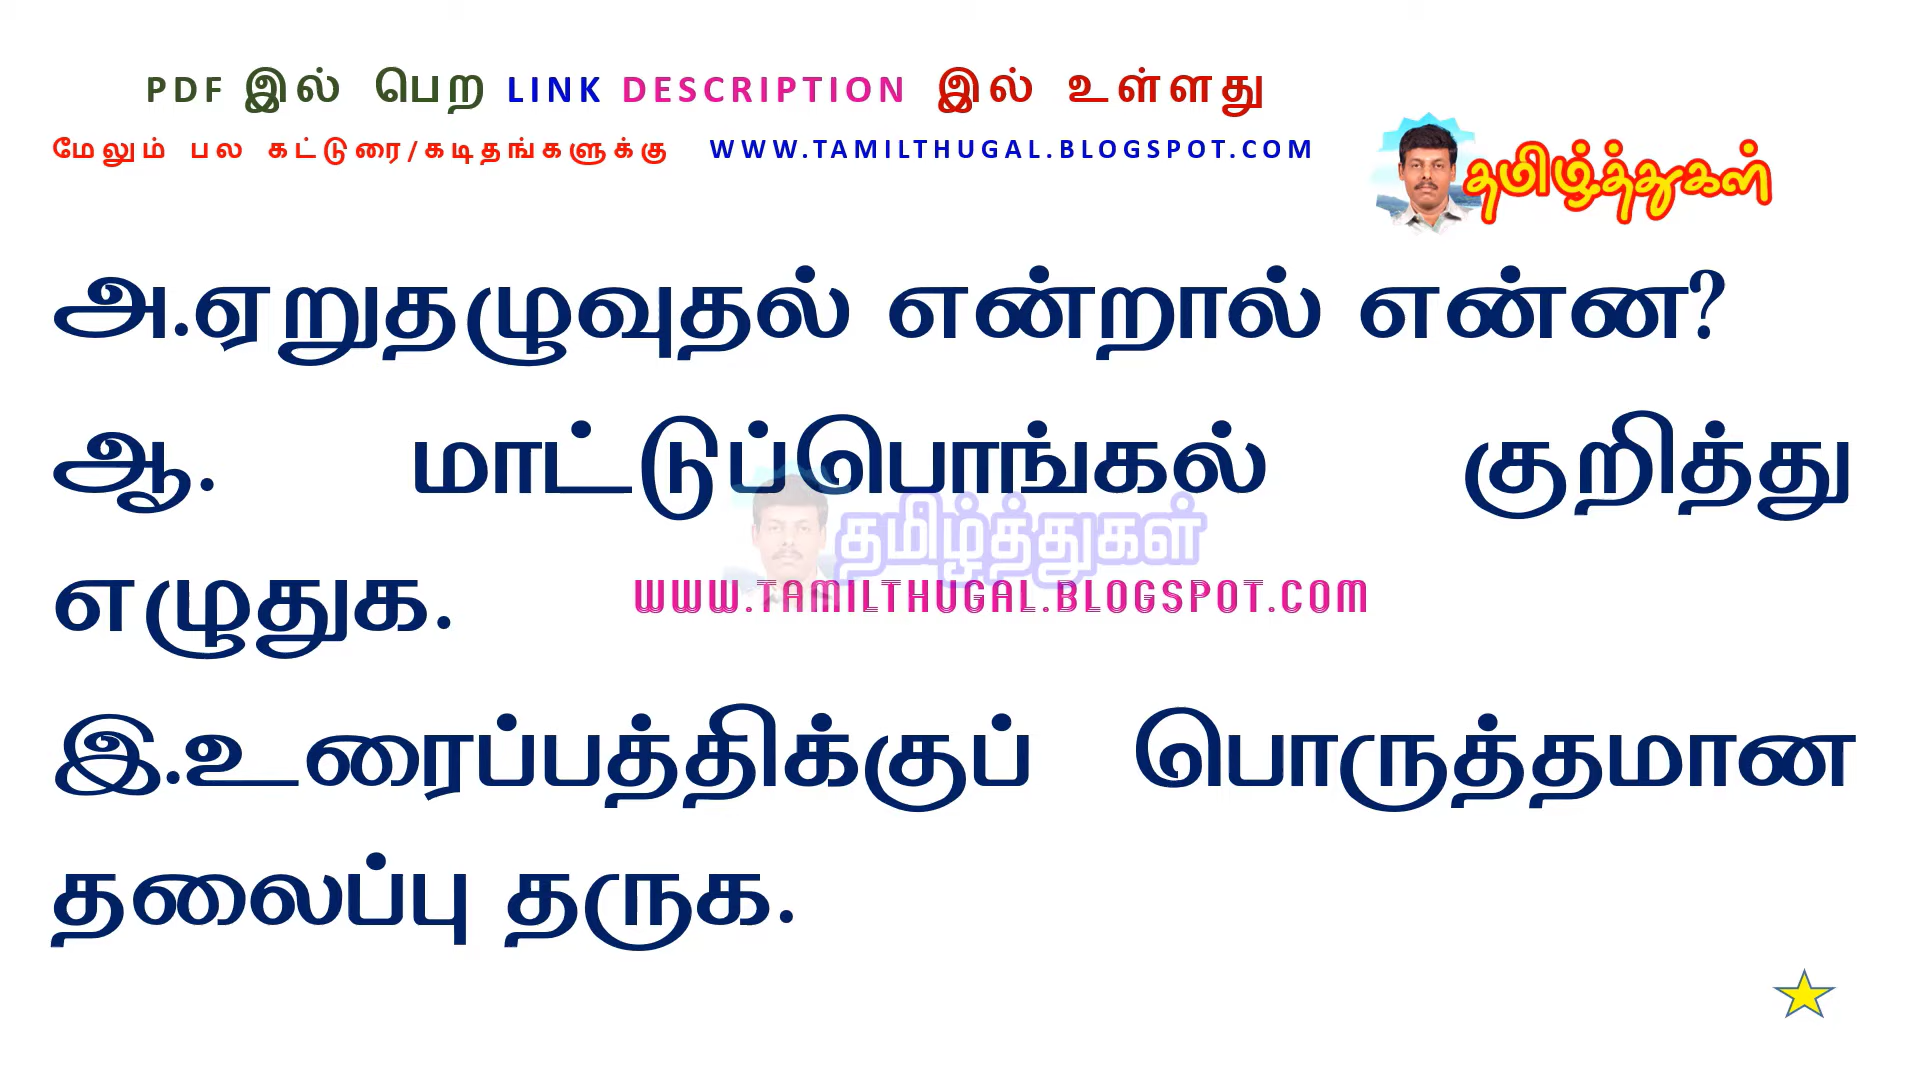 PDF இல் பெற LINK DESCRIPTION இல் உள்ளது
மேலும் பல கட்டுரை/கடிதங்களுக்கு WWW.TAMILTHUGAL.BLOGSPOT.COM
தமிழ்த்துகள்
அ.ஏறுதழுவுதல் என்றால் என்ன?
ஆ. மாட்டுப்பொங்கல் குறித்து
தமிழ்த்துகள்
எழுதுக.
WWW.TAMILTHUGAL.BLOGSPOT.COM
இ.உரைப்பத்திக்குப் பொருத்தமான
தலைப்பு தருக.